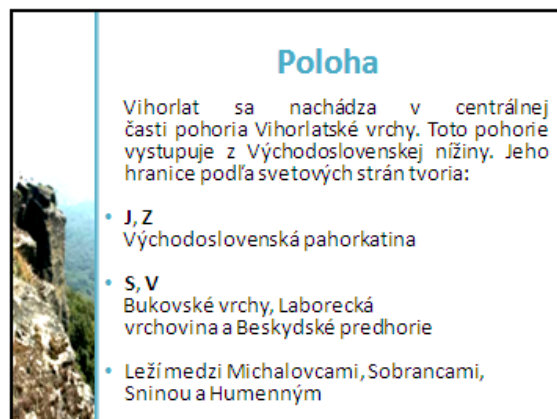 Poloha
Vihorlat sa nachádza v centrálnej
časti pohoria Vihorlatské vrchy. Toto pohorie
vystupuje z Východoslovenskej nížiny. Jeho
hranice podľa svetových strán tvoria:
• J, Z
Východoslovenská pahorkatina
• S, V
Bukovské vrchy, Laborecká
vrchovina a Beskydské predhorie
• Leží medzi Michalovcami, Sobrancami,
Sninou a Humenným